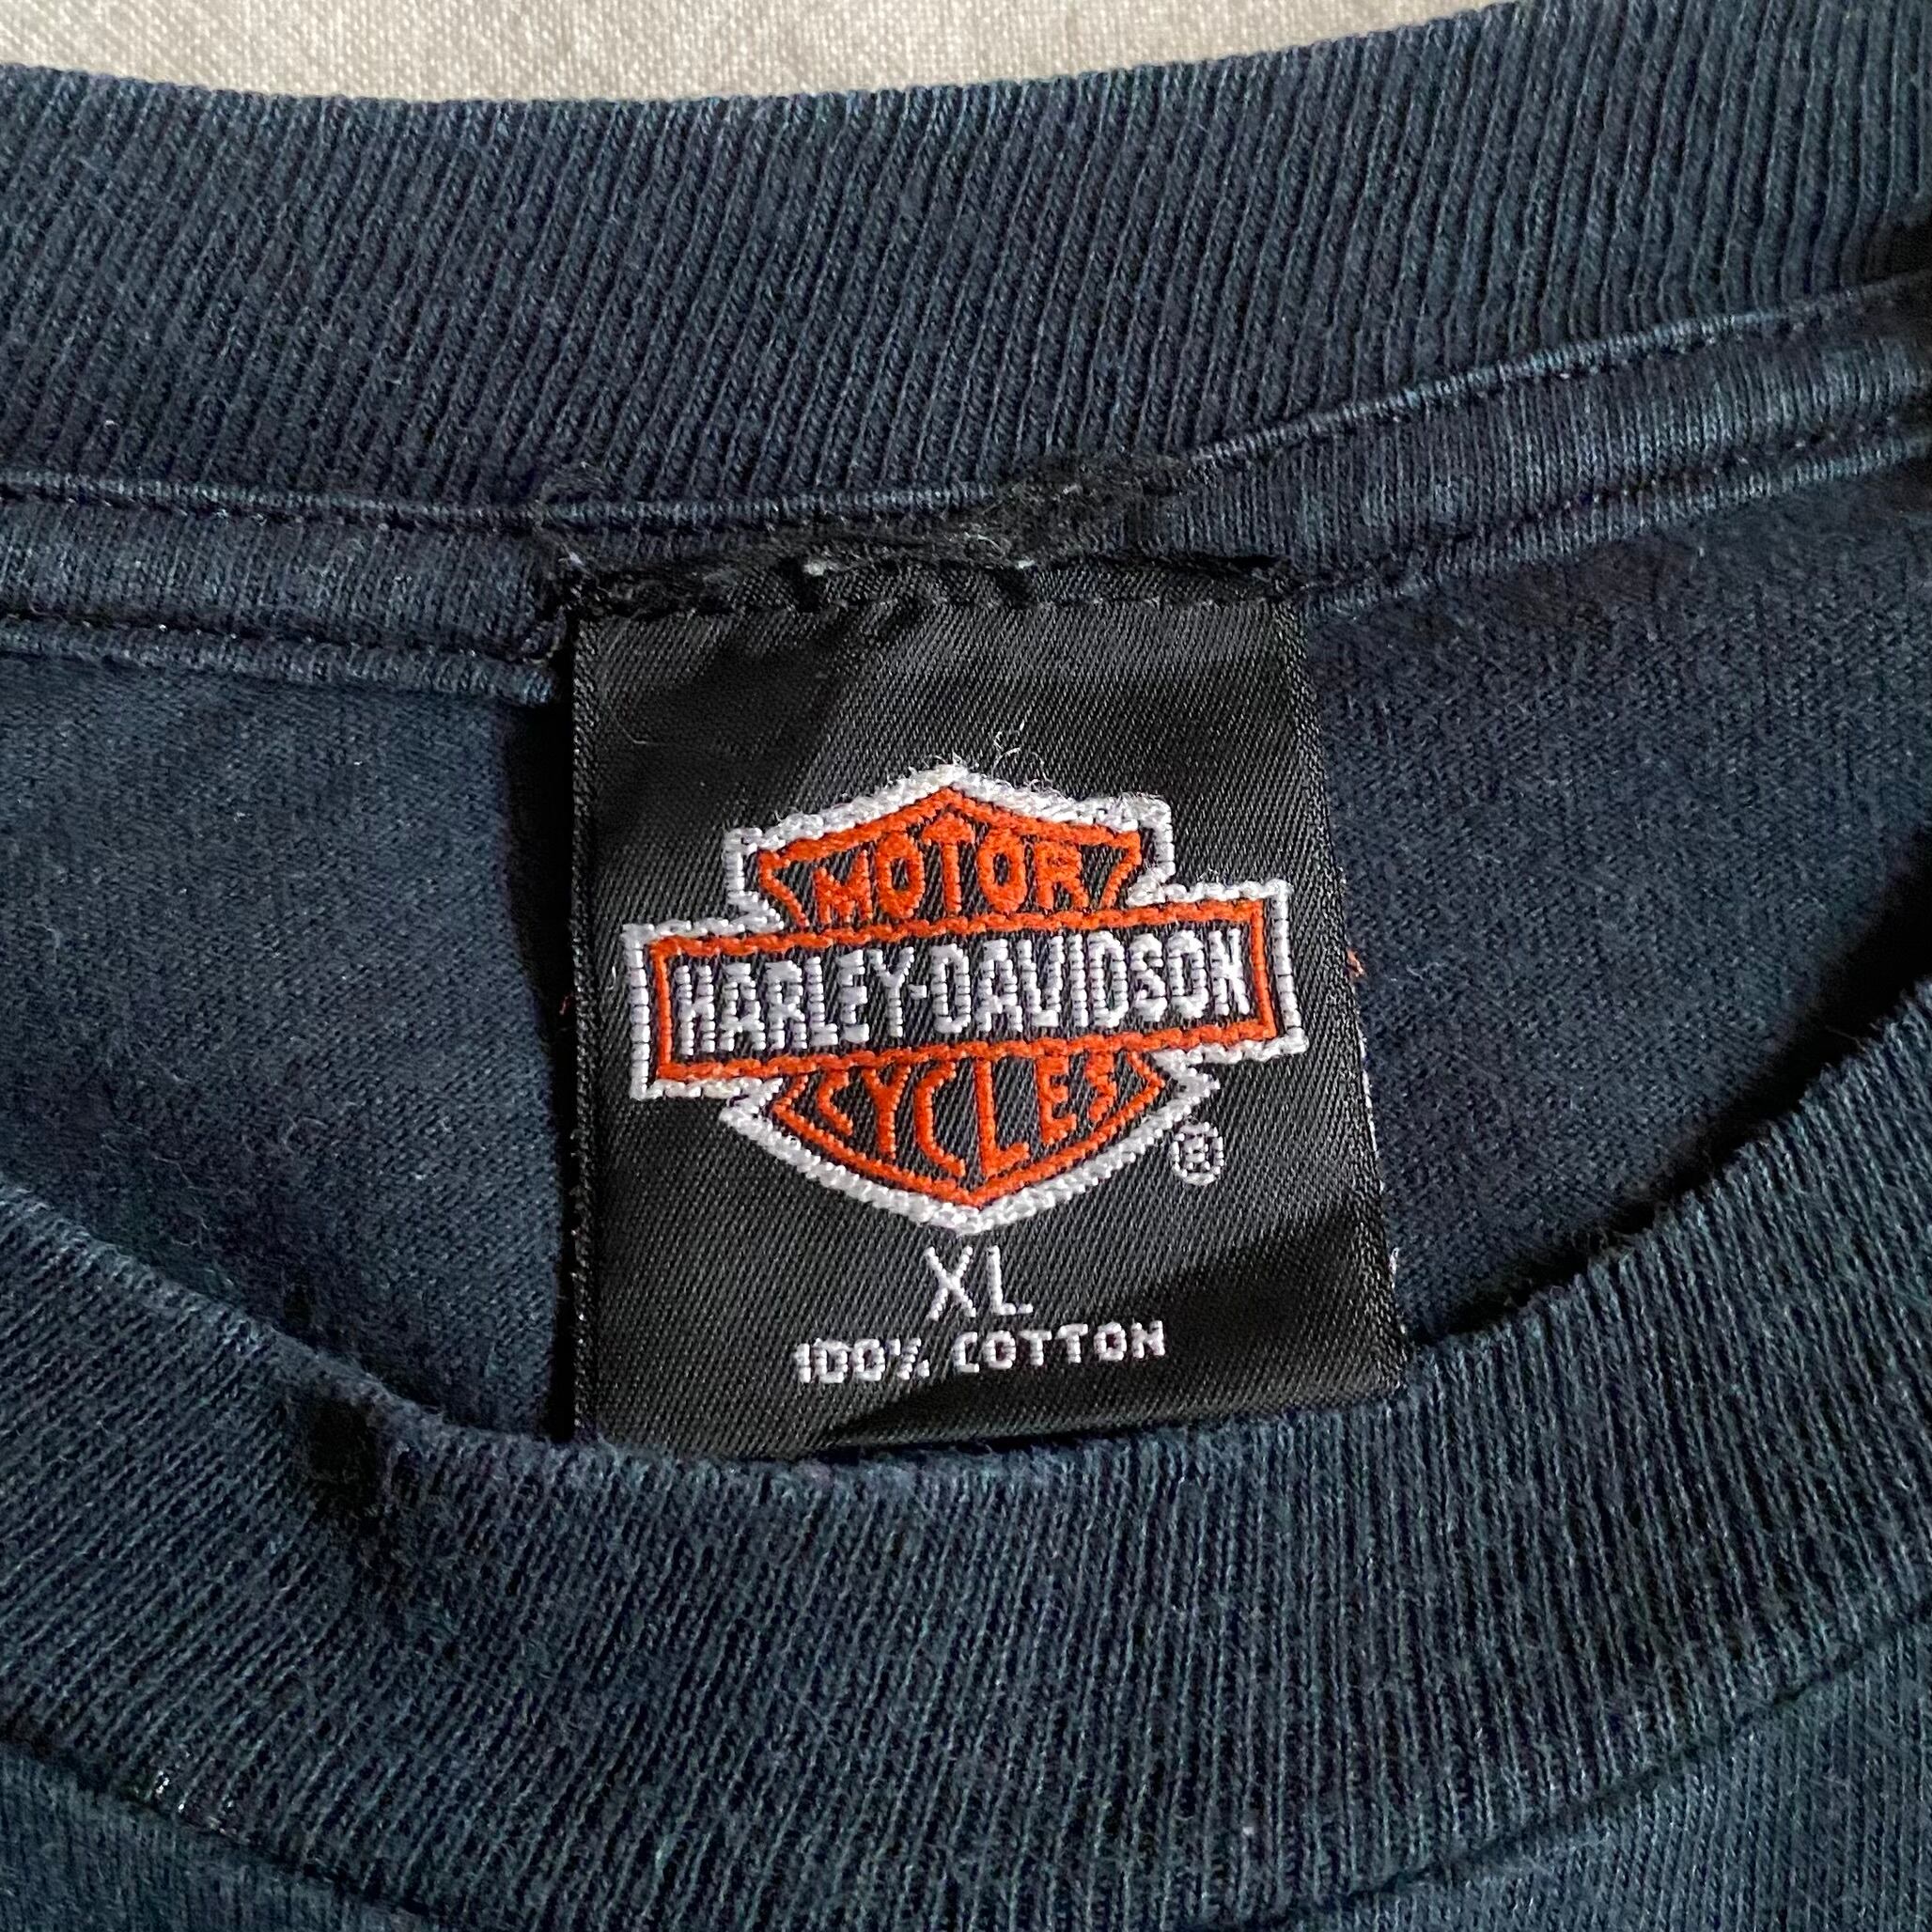 MOTOR
HARLEY-DAVIDSON
CYCLES
®
XL
100% COTTON